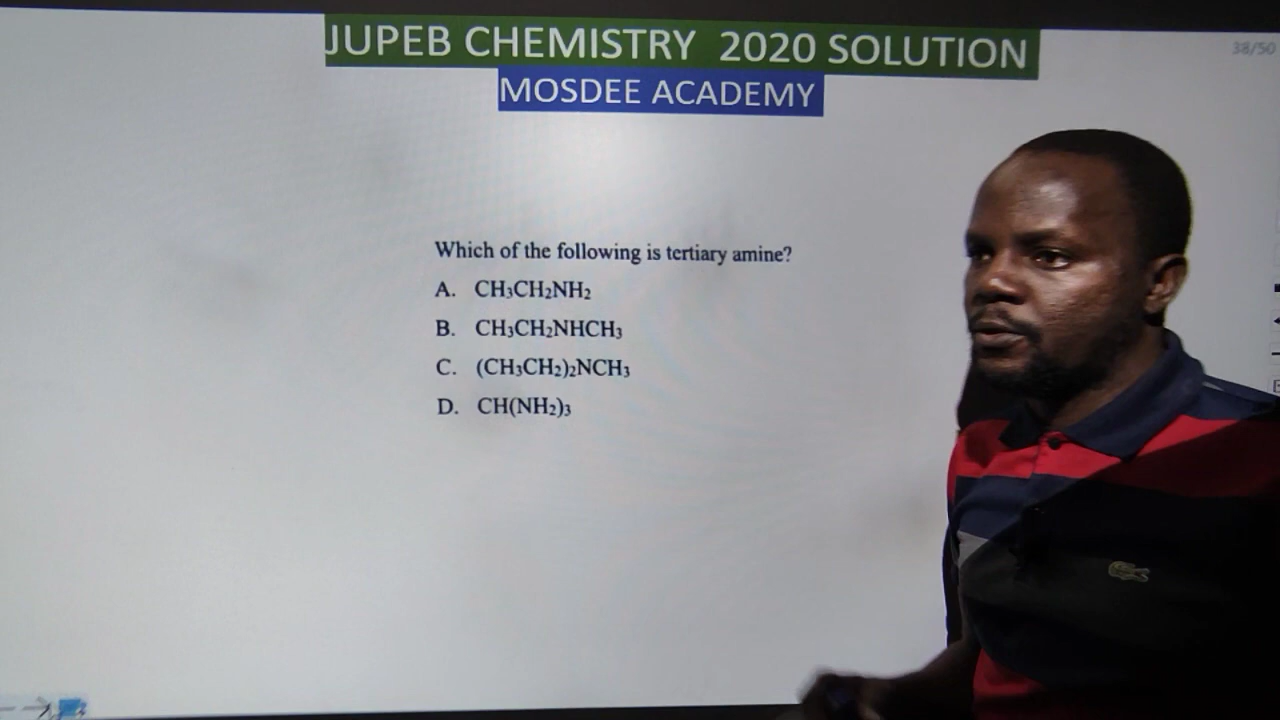 JUPEB CHEMISTRY 2020 SOLUTION
38/50
MOSDEE ACADEMY
Which of the following is tertiary amine?
A. CH₃CH₂NH₂
B. CH₃CH₂NHCH₃
C. (CH₃CH₂)₂NCH₃
D. CH(NH₂)₃